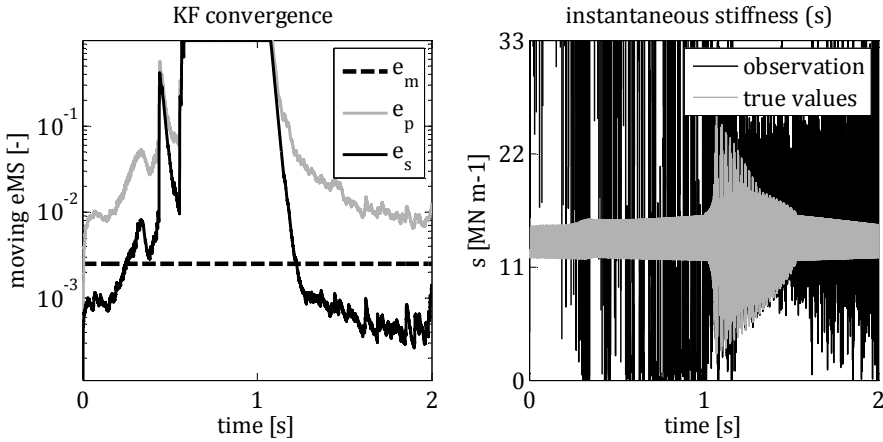 KF convergence
moving eMS [-]
10^-1
10^-2
10^-3
0
1
2
time [s]
e_m
e_p
e_s
instantaneous stiffness (s)
s [MN m-1]
33
22
11
0
0
1
2
time [s]
observation
true values